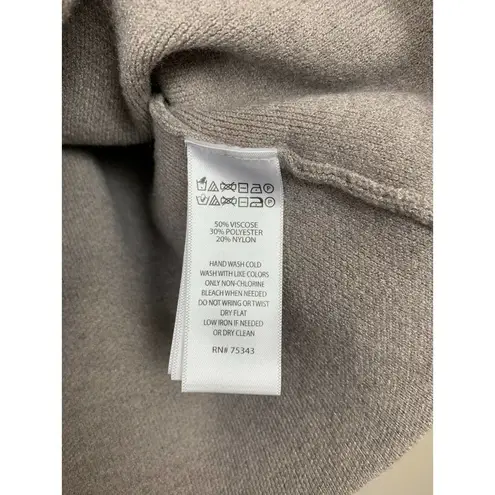 50% VISCOSE
30% POLYESTER
20% NYLON
HAND WASH COLD
WASH WITH LIKE COLORS
ONLY NON-CHLORINE
BLEACH WHEN NEEDED
DO NOT WRING OR TWIST
DRY FLAT
LOW IRON IF NEEDED
OR DRY CLEAN
RN# 75343